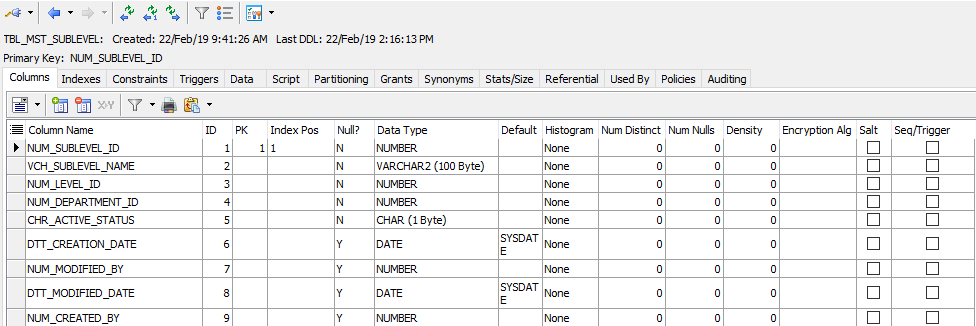 TBL_MST_SUBLEVEL: Created: 22/Feb/19 9:41:26 AM Last DDL: 22/Feb/19 2:16:13 PM
Primary Key: NUM_SUBLEVEL_ID
Columns Indexes Constraints Triggers Data Script Partitioning Grants Synonyms Stats/Size Referential Used By Policies Auditing
Column Name ID PK Index Pos Null? Data Type Default Histogram Num Distinct Num Nulls Density Encryption Alg Salt Seq/Trigger
NUM_SUBLEVEL_ID 1 1 1 N NUMBER None 0 0 0
VCH_SUBLEVEL_NAME 2 N VARCHAR2 (100 Byte) None 0 0 0
NUM_LEVEL_ID 3 N NUMBER None 0 0 0
NUM_DEPARTMENT_ID 4 N NUMBER None 0 0 0
CHR_ACTIVE_STATUS 5 N CHAR (1 Byte) None 0 0 0
DTT_CREATION_DATE 6 Y DATE SYSDAT None 0 0 0
E
NUM_MODIFIED_BY 7 Y NUMBER None 0 0 0
DTT_MODIFIED_DATE 8 Y DATE SYSDAT None 0 0 0
E
NUM_CREATED_BY 9 Y NUMBER None 0 0 0